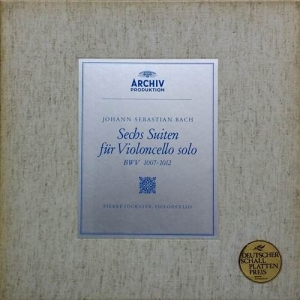 ARCHIV
PRODUKTION
JOHANN SEBASTIAN BACH
Sechs Suiten
für Violoncello solo
BWV 1007-1012
PIERRE FOURNIER, VIOLONCELLO
DEUTSCHER
SCHALL
PLATTEN
PREIS